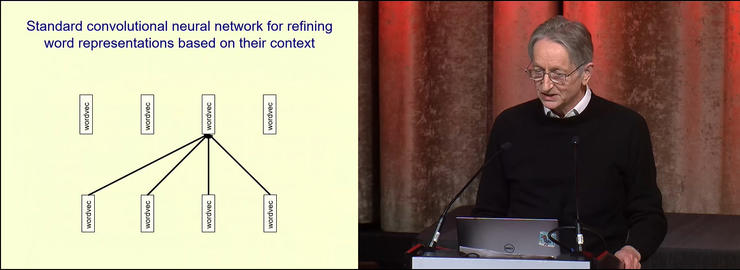 Standard convolutional neural network for refining
word representations based on their context
wordvec
wordvec
wordvec
wordvec
wordvec
wordvec
wordvec
wordvec
DELL